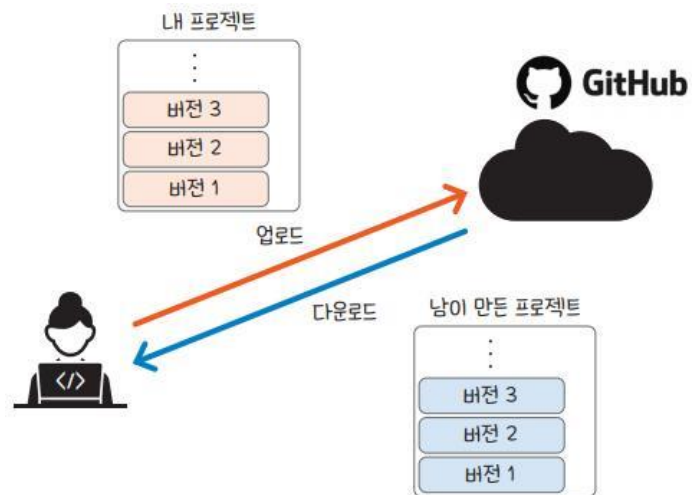 내 프로젝트
버전 3
버전 2
버전 1
GitHub
업로드
다운로드
남이 만든 프로젝트
</>
버전 3
버전 2
버전 1